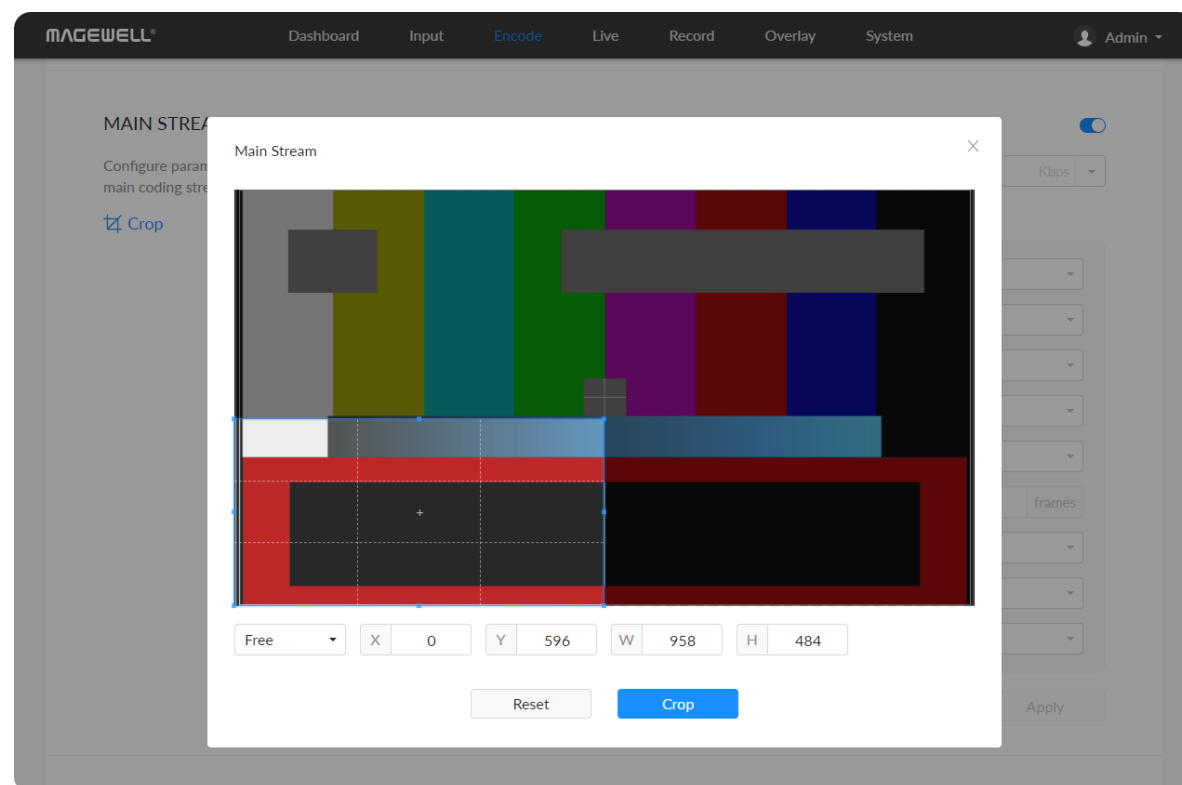 MAGEWELL®
Dashboard Input Encode Live Record Overlay System Admin
MAIN STREA
Main Stream
Configure param
main coding stre
Kbps
Crop
frames
Free X 0 Y 596 W 958 H 484
Reset Crop
Apply